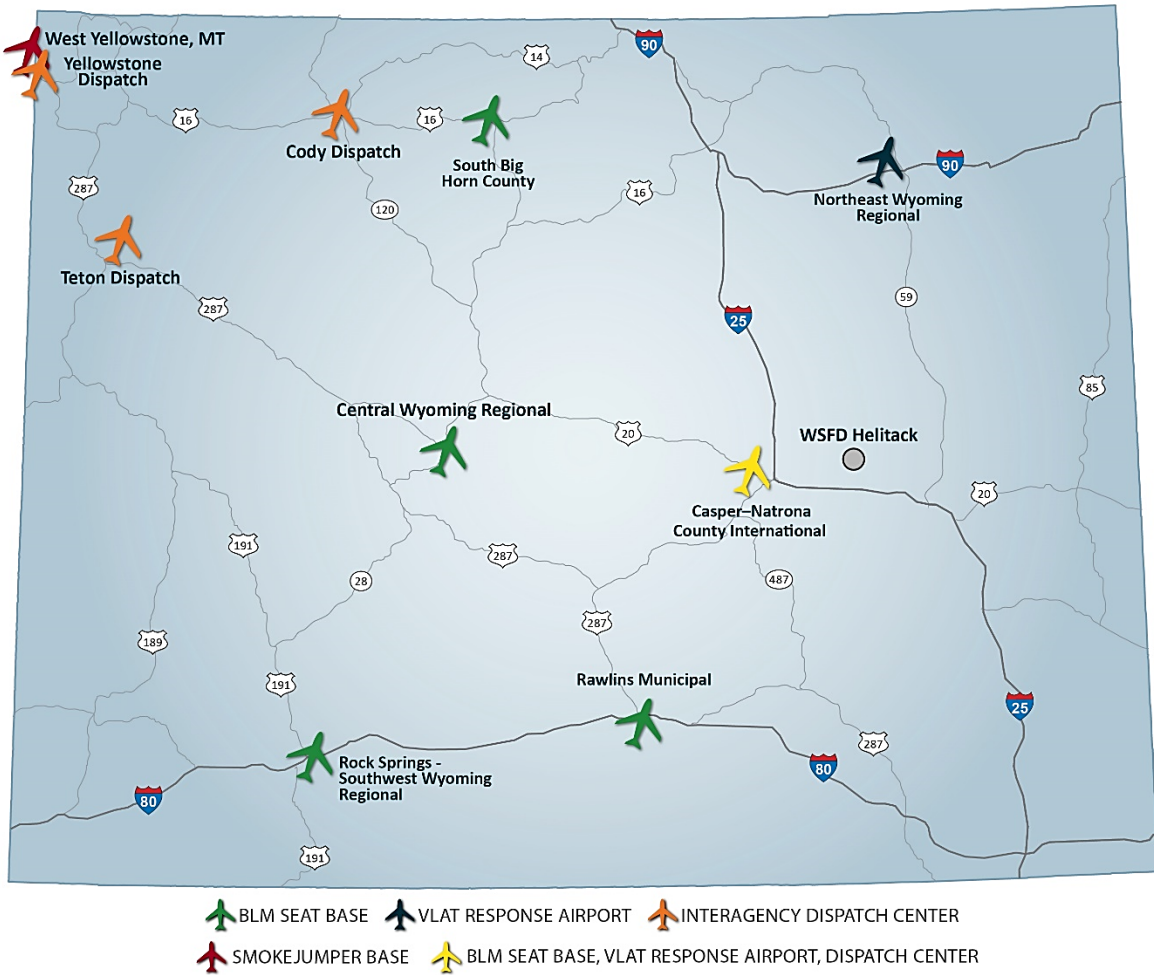 West Yellowstone, MT
Yellowstone
Dispatch
90
14
16
Cody Dispatch
16
South Big
Horn County
90
Northeast Wyoming
Regional
287
120
16
Teton Dispatch
287
59
25
85
Central Wyoming Regional
20
WSFD Helitack
20
Casper–Natrona
County International
191
287
28
487
287
189
191
Rawlins Municipal
25
287
Rock Springs -
Southwest Wyoming
Regional
80
80
191
BLM SEAT BASE
VLAT RESPONSE AIRPORT
INTERAGENCY DISPATCH CENTER
SMOKEJUMPER BASE
BLM SEAT BASE, VLAT RESPONSE AIRPORT, DISPATCH CENTER